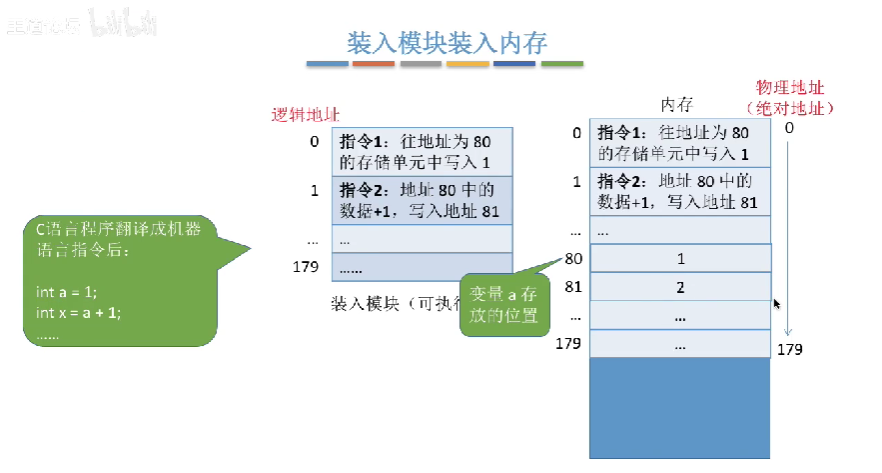 王道论坛 bilibili
装入模块装入内存
逻辑地址
0
指令1：往地址为 80
的存储单元中写入 1
1
指令2：地址 80 中的
数据+1，写入地址 81
...
...
179
......
装入模块（可执行
C语言程序翻译成机器
语言指令后：
int a = 1;
int x = a + 1;
......
内存
物理地址
（绝对地址）
0
指令1：往地址为 80
的存储单元中写入 1
0
1
指令2：地址 80 中的
数据+1，写入地址 81
...
...
80
1
81
2
...
...
179
...
179
变量 a 存
放的位置